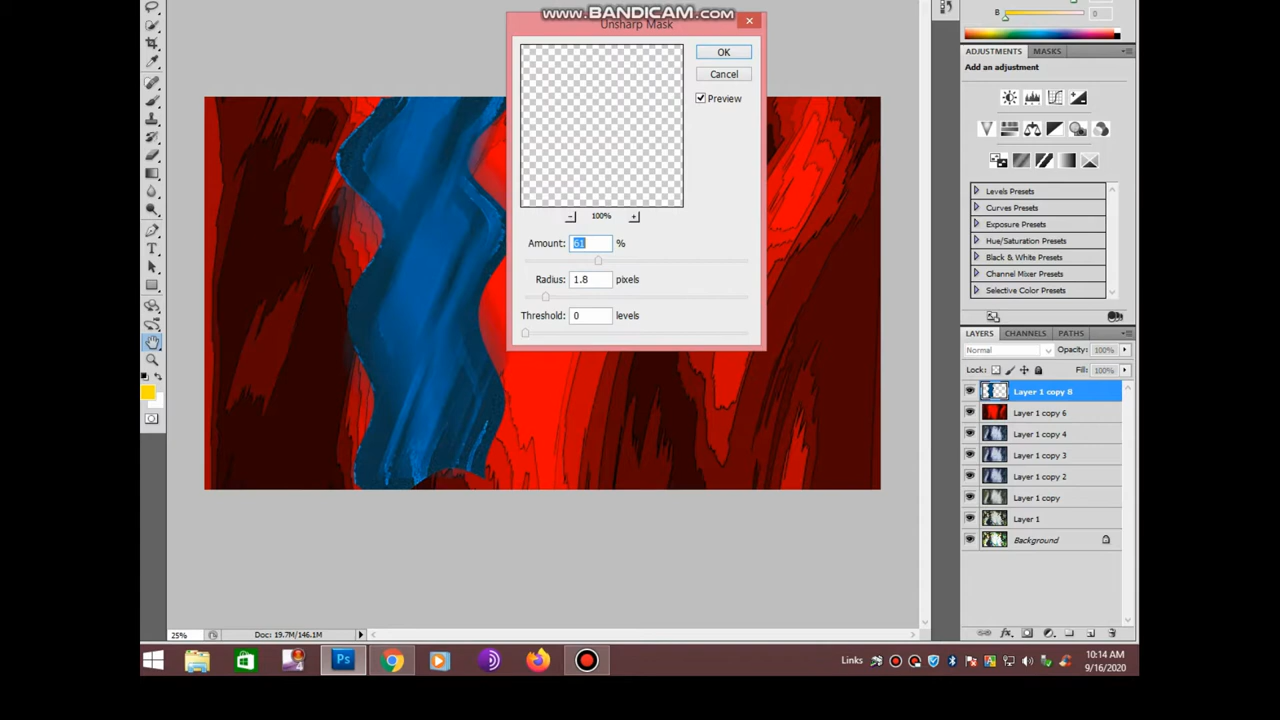 www.BANDICAM.com
Unsharp Mask
OK
Cancel
Preview
100%
Amount: 61 %
Radius: 1.8 pixels
Threshold: 0 levels
B 0
ADJUSTMENTS MASKS
Add an adjustment
Levels Presets
Curves Presets
Exposure Presets
Hue/Saturation Presets
Black & White Presets
Channel Mixer Presets
Selective Color Presets
LAYERS CHANNELS PATHS
Normal Opacity: 100%
Lock: Fill: 100%
Layer 1 copy 8
Layer 1 copy 6
Layer 1 copy 4
Layer 1 copy 3
Layer 1 copy 2
Layer 1 copy
Layer 1
Background
fx
25% Doc: 19.7M/146.1M
Ps
Links
10:14 AM
9/16/2020